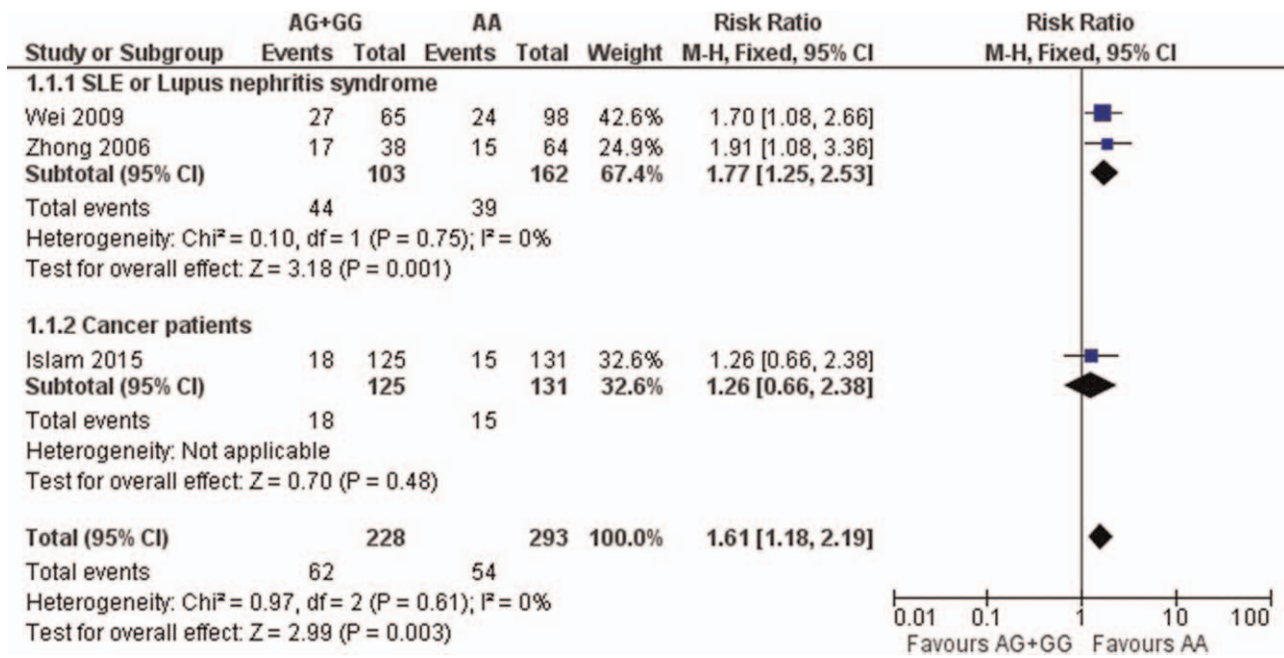 AG+GG AA Risk Ratio Risk Ratio
Study or Subgroup Events Total Events Total Weight M-H, Fixed, 95% CI M-H, Fixed, 95% CI
1.1.1 SLE or Lupus nephritis syndrome
Wei 2009 27 65 24 98 42.6% 1.70 [1.08, 2.66]
Zhong 2006 17 38 15 64 24.9% 1.91 [1.08, 3.36]
Subtotal (95% CI) 103 162 67.4% 1.77 [1.25, 2.53]
Total events 44 39
Heterogeneity: Chi² = 0.10, df = 1 (P = 0.75); I² = 0%
Test for overall effect: Z = 3.18 (P = 0.001)
1.1.2 Cancer patients
Islam 2015 18 125 15 131 32.6% 1.26 [0.66, 2.38]
Subtotal (95% CI) 125 131 32.6% 1.26 [0.66, 2.38]
Total events 18 15
Heterogeneity: Not applicable
Test for overall effect: Z = 0.70 (P = 0.48)
Total (95% CI) 228 293 100.0% 1.61 [1.18, 2.19]
Total events 62 54
Heterogeneity: Chi² = 0.97, df = 2 (P = 0.61); I² = 0%
Test for overall effect: Z = 2.99 (P = 0.003)
0.01 0.1 1 10 100
Favours AG+GG Favours AA